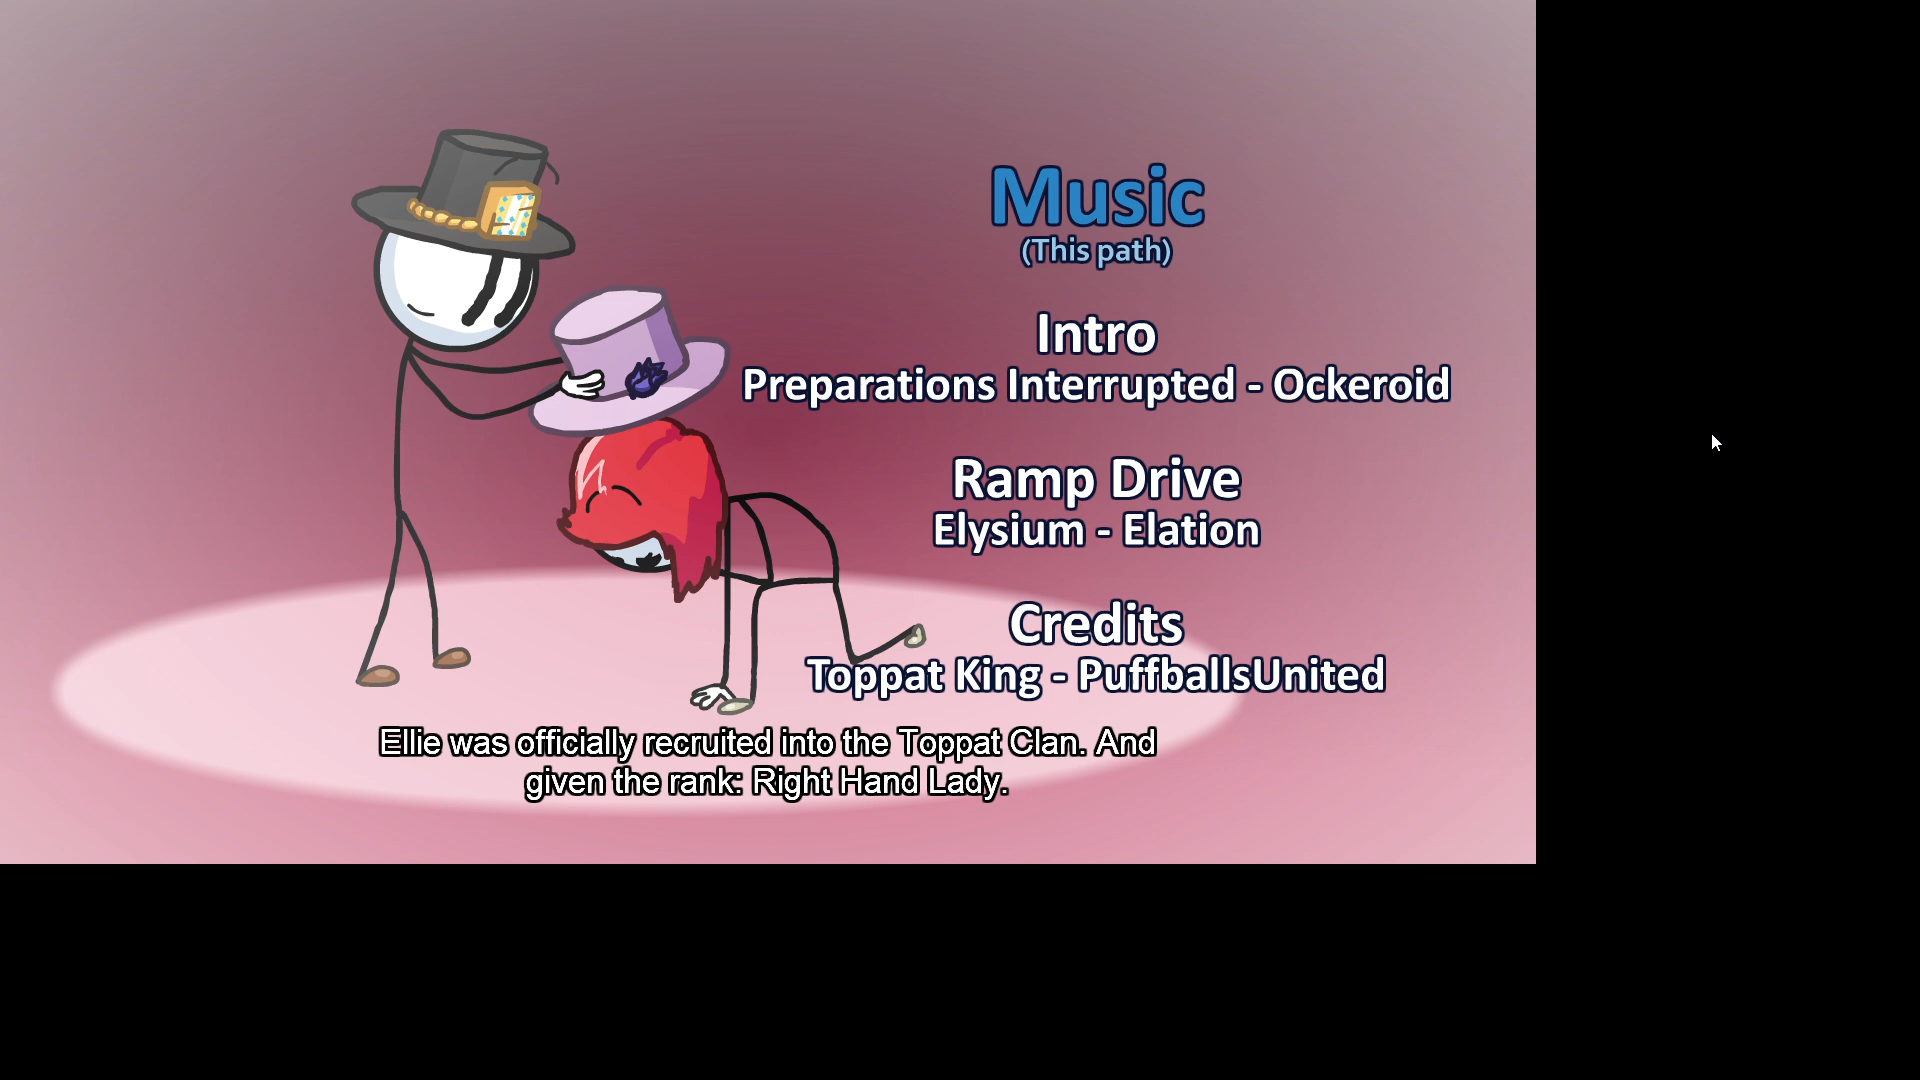 Music
(This path)
Intro
Preparations Interrupted - Ockeroid
Ramp Drive
Elysium - Elation
Credits
Toppat King - PuffballsUnited
Ellie was officially recruited into the Toppat Clan. And
given the rank: Right Hand Lady.